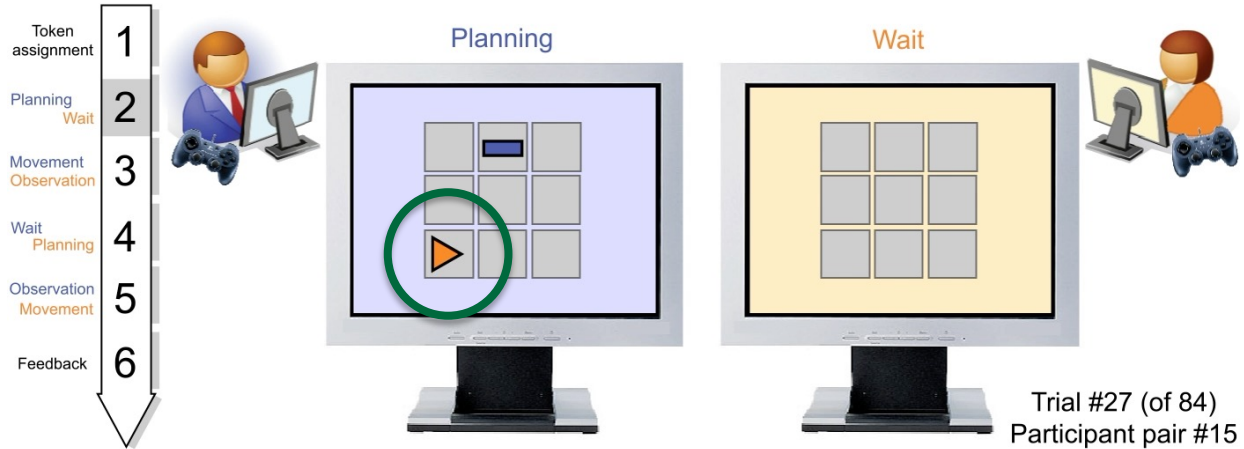 Token
assignment
1
Planning
Wait
2
Movement
Observation
3
Wait
Planning
4
Observation
Movement
5
Feedback
6
Planning
Wait
Trial #27 (of 84)
Participant pair #15